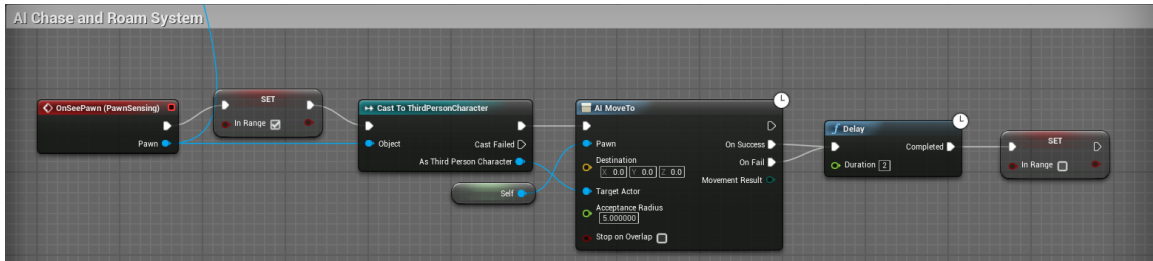 AI Chase and Roam System
OnSeePawn (PawnSensing)
Pawn
SET
In Range
Cast To ThirdPersonCharacter
Object
Cast Failed
As Third Person Character
Self
AI MoveTo
Pawn
On Success
Destination
On Fail
X 0.0 Y 0.0 Z 0.0
Movement Result
Target Actor
Acceptance Radius
5.000000
Stop on Overlap
Delay
Completed
Duration 2
SET
In Range